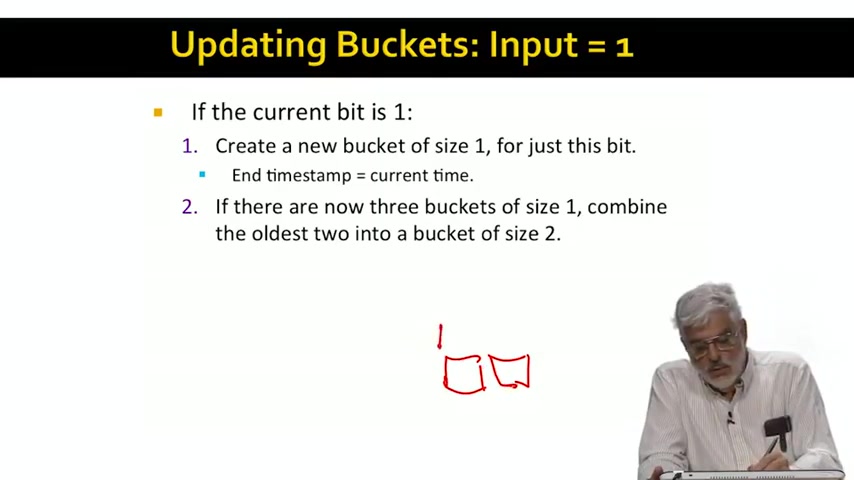 Updating Buckets: Input = 1
If the current bit is 1:
1. Create a new bucket of size 1, for just this bit.
End timestamp = current time.
2. If there are now three buckets of size 1, combine
the oldest two into a bucket of size 2.
1